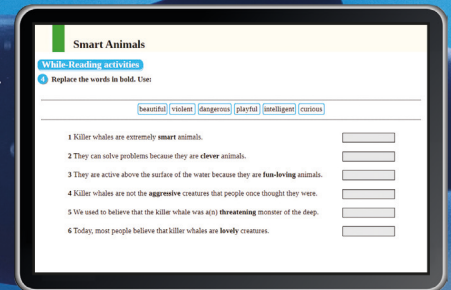 Smart Animals
While-Reading activities
4 Replace the words in bold. Use:
beautiful violent dangerous playful intelligent curious
1 Killer whales are extremely smart animals.
2 They can solve problems because they are clever animals.
3 They are active above the surface of the water because they are fun-loving animals.
4 Killer whales are not the aggressive creatures that people once thought they were.
5 We used to believe that the killer whale was a(n) threatening monster of the deep.
6 Today, most people believe that killer whales are lovely creatures.